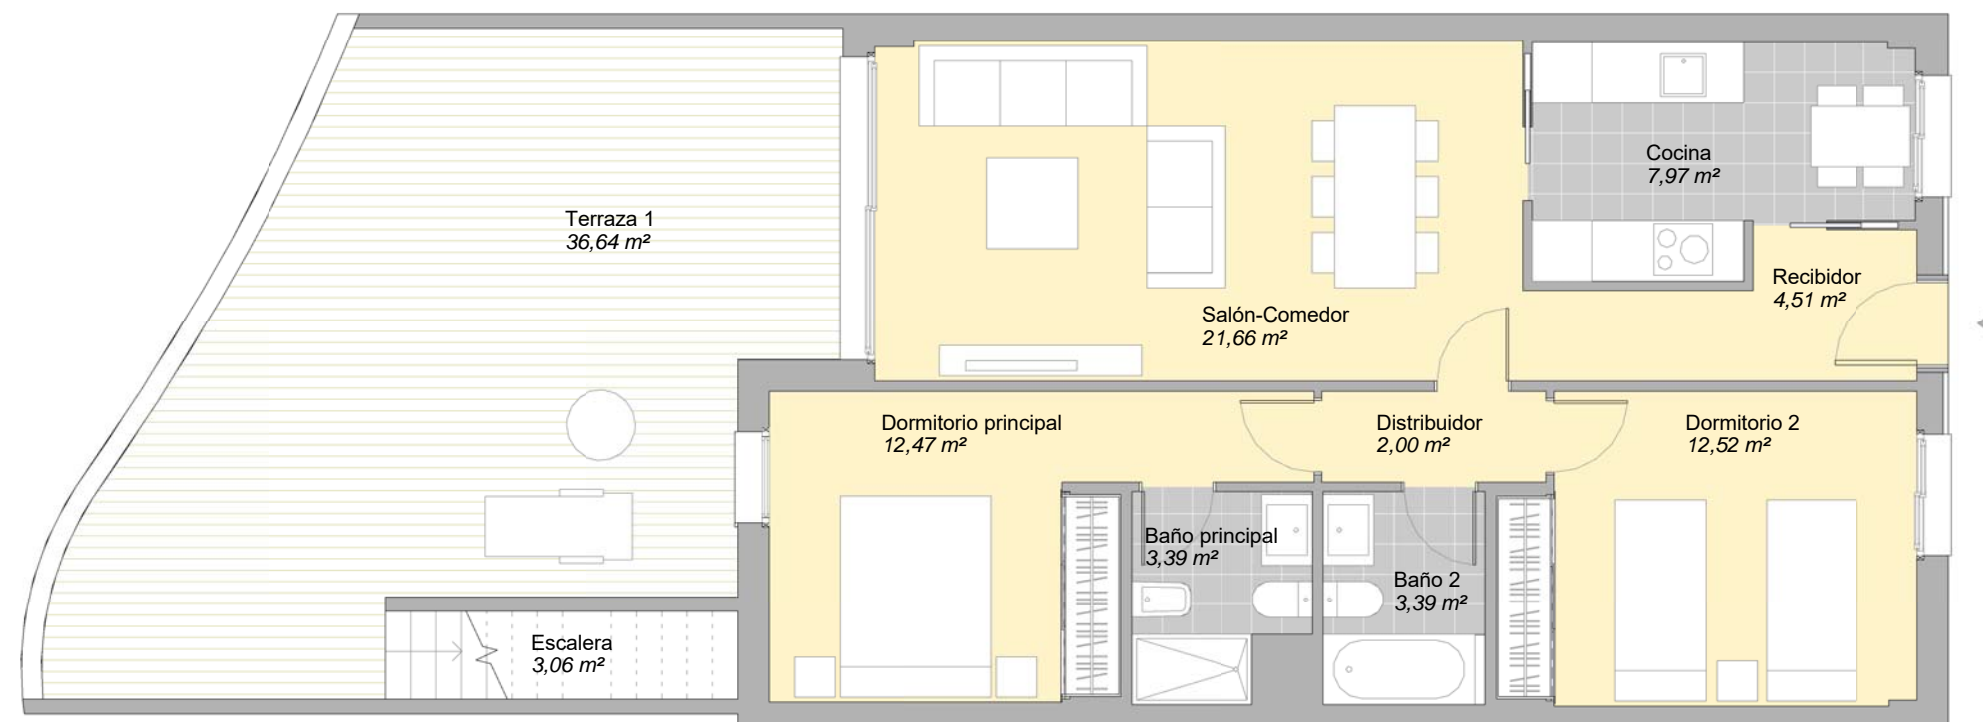 Cocina
7,97 m²
Terraza 1
36,64 m²
Recibidor
4,51 m²
Salón-Comedor
21,66 m²
Dormitorio principal
12,47 m²
Distribuidor
2,00 m²
Dormitorio 2
12,52 m²
Baño principal
3,39 m²
Baño 2
3,39 m²
Escalera
3,06 m²